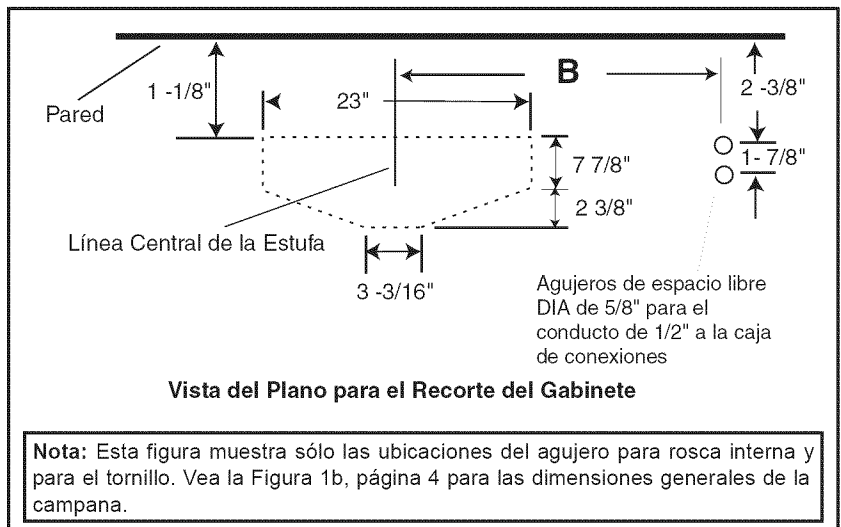 B
1 -1/8"
23"
2 -3/8"
Pared
7 7/8"
1- 7/8"
2 3/8"
Línea Central de la Estufa
3 -3/16"
Agujeros de espacio libre
DIA de 5/8" para el
conducto de 1/2" a la caja
de conexiones
Vista del Plano para el Recorte del Gabinete
Nota: Esta figura muestra sólo las ubicaciones del agujero para rosca interna y
para el tornillo. Vea la Figura 1b, página 4 para las dimensiones generales de la
campana.